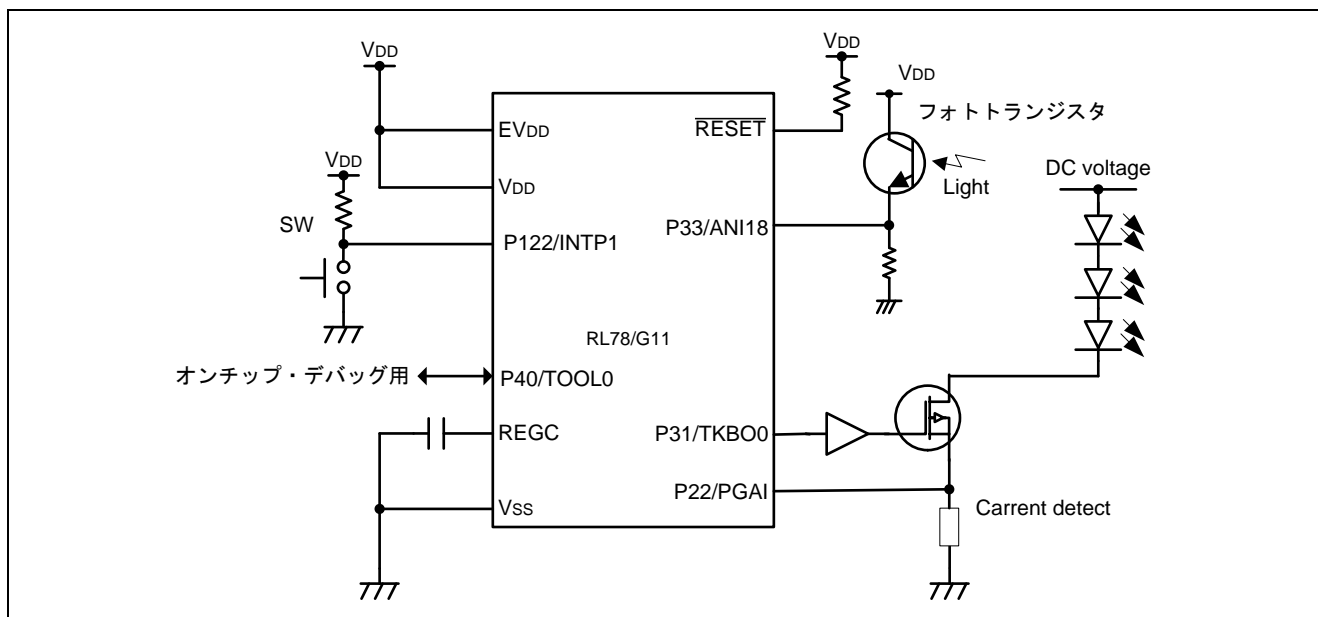 VDD
VDD
VDD
フォトトランジスタ
EVDD
RESET
VDD
VDD
Light
DC voltage
SW
P122/INTP1
P33/ANI18
RL78/G11
オンチップ・デバッグ用
P40/TOOL0
REGC
P31/TKBO0
P22/PGAI
VSS
Carrent detect